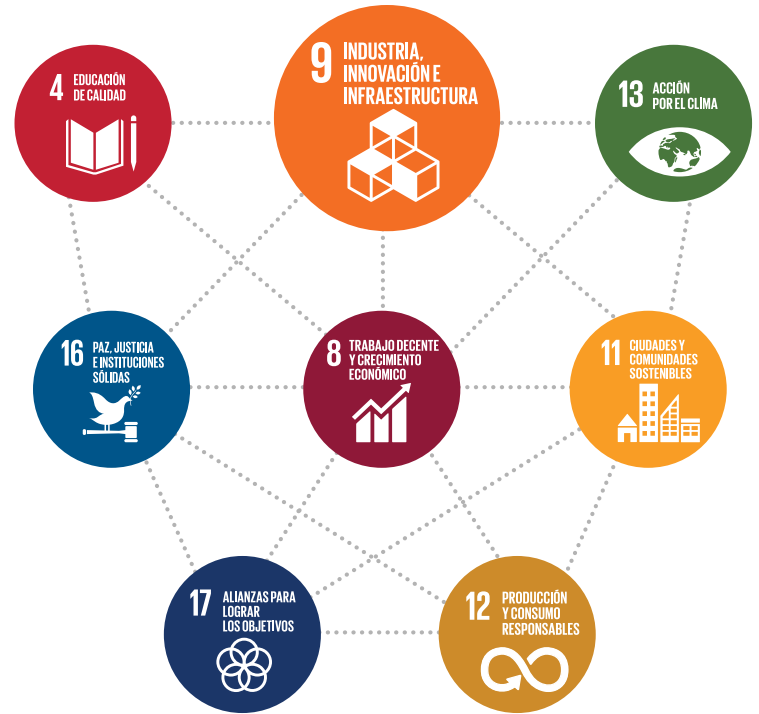 4 EDUCACIÓN
DE CALIDAD
9 INDUSTRIA,
INNOVACIÓN E
INFRAESTRUCTURA
13 ACCIÓN
POR EL CLIMA
16 PAZ, JUSTICIA
E INSTITUCIONES
SÓLIDAS
8 TRABAJO DECENTE
Y CRECIMIENTO
ECONÓMICO
11 CIUDADES Y
COMUNIDADES
SOSTENIBLES
17 ALIANZAS PARA
LOGRAR
LOS OBJETIVOS
12 PRODUCCIÓN
Y CONSUMO
RESPONSABLES